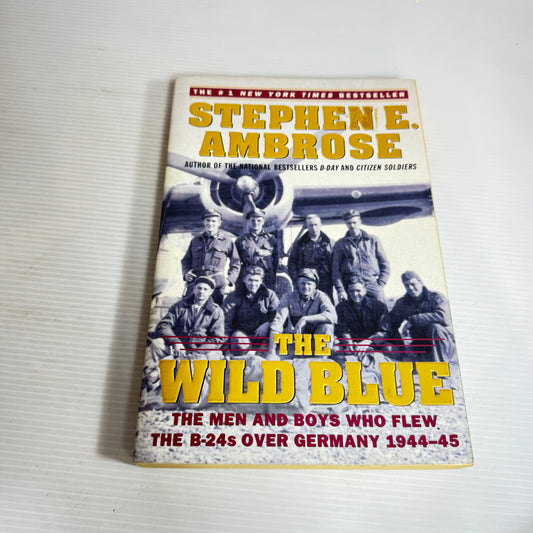 THE #1 NEW YORK TIMES BESTSELLER
STEPHEN E.
AMBROSE
AUTHOR OF THE NATIONAL BESTSELLERS D-DAY AND CITIZEN SOLDIERS
THE
WILD BLUE
THE MEN AND BOYS WHO FLEW
THE B-24s OVER GERMANY 1944–45